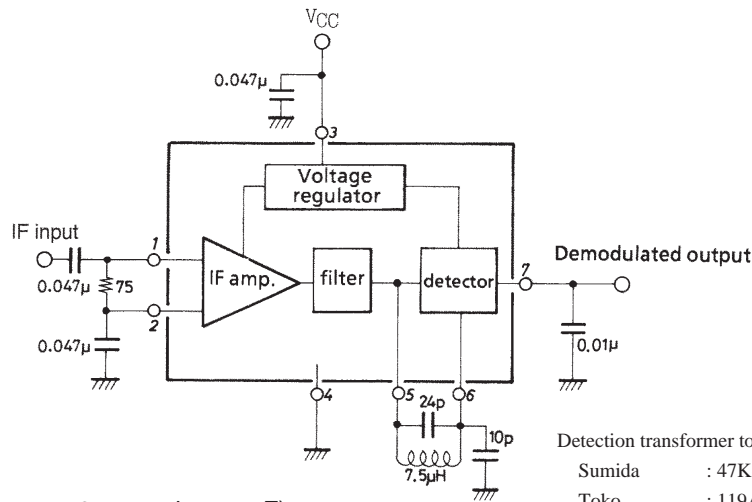 VCC
0.047μ
3
Voltage
regulator
IF input
1
Demodulated output
7
IF amp.
filter
detector
0.047μ
75
2
0.047μ
0.01μ
4
5
6
24p
10p
7.5μH
Detection transformer to
Sumida : 47K
Toko : 119